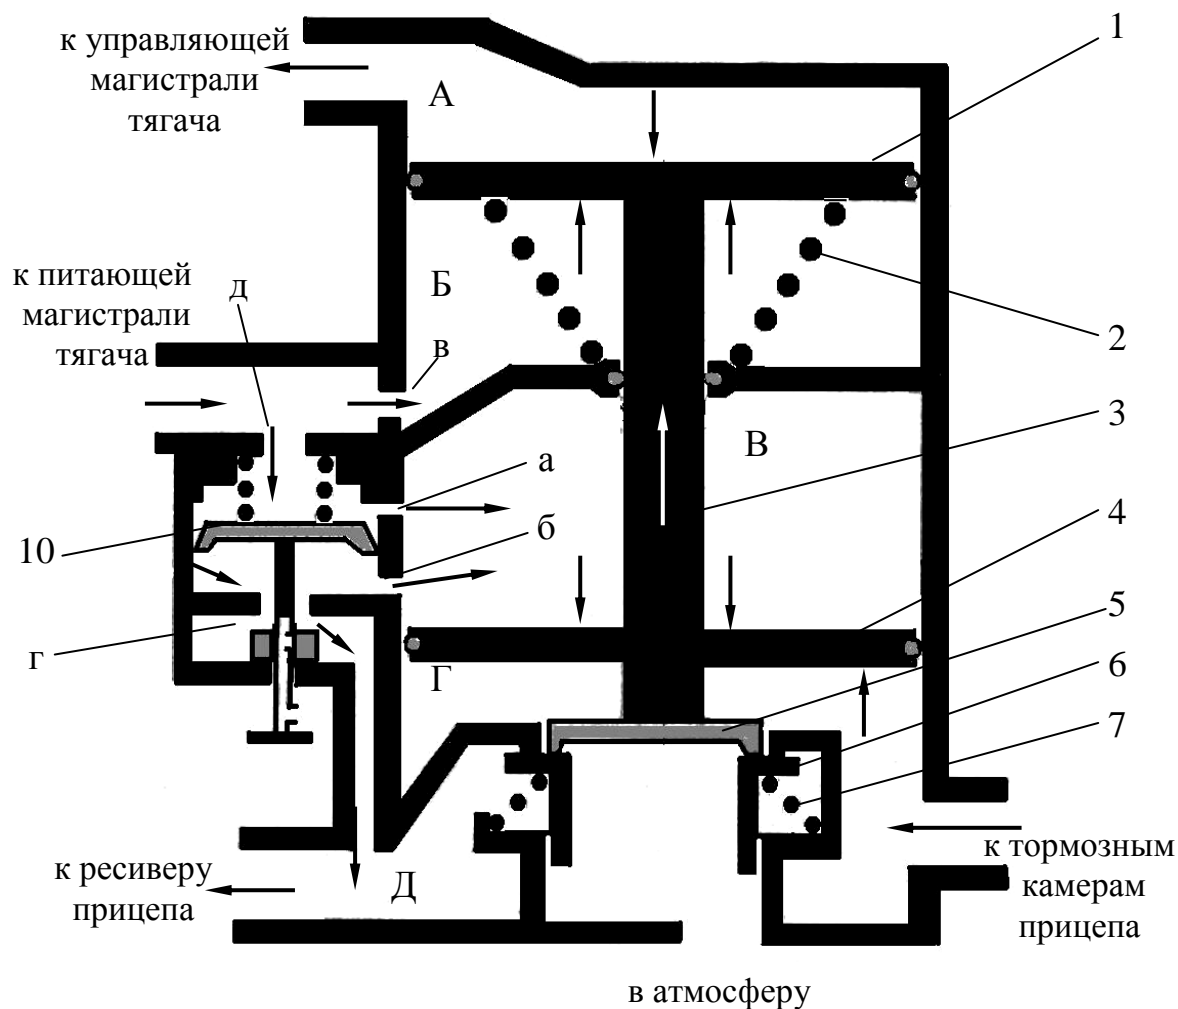 к управляющей
магистрали
тягача
А
1
к питающей
магистрали
тягача
д
Б
в
2
3
В
а
б
10
4
5
г
Г
6
7
к ресиверу
прицепа
Д
к тормозным
камерам
прицепа
в атмосферу